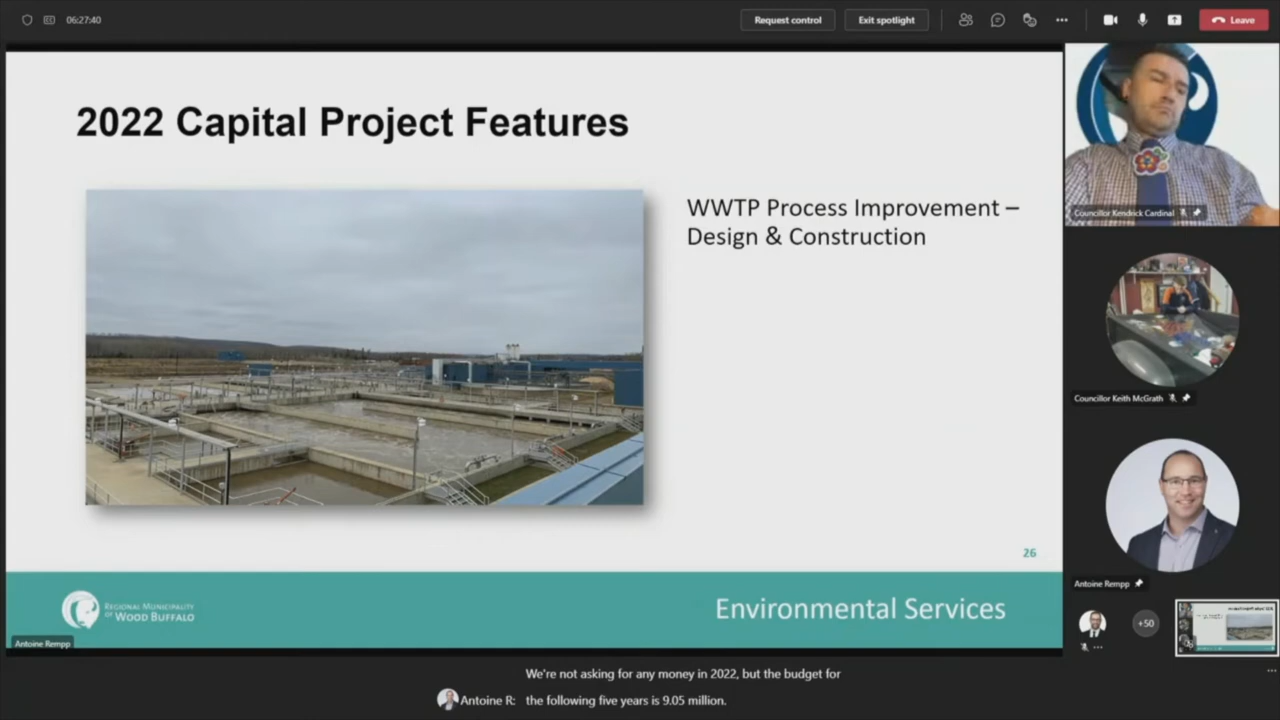 06:27:40
Request control
Exit spotlight
Leave
2022 Capital Project Features
WWTP Process Improvement –
Design & Construction
26
REGIONAL MUNICIPALITY
OF WOOD BUFFALO
Environmental Services
Antoine Rempp
Councillor Kendrick Cardinal
Councillor Keith McGrath
Antoine Rempp
+50
We're not asking for any money in 2022, but the budget for
Antoine R: the following five years is 9.05 million.